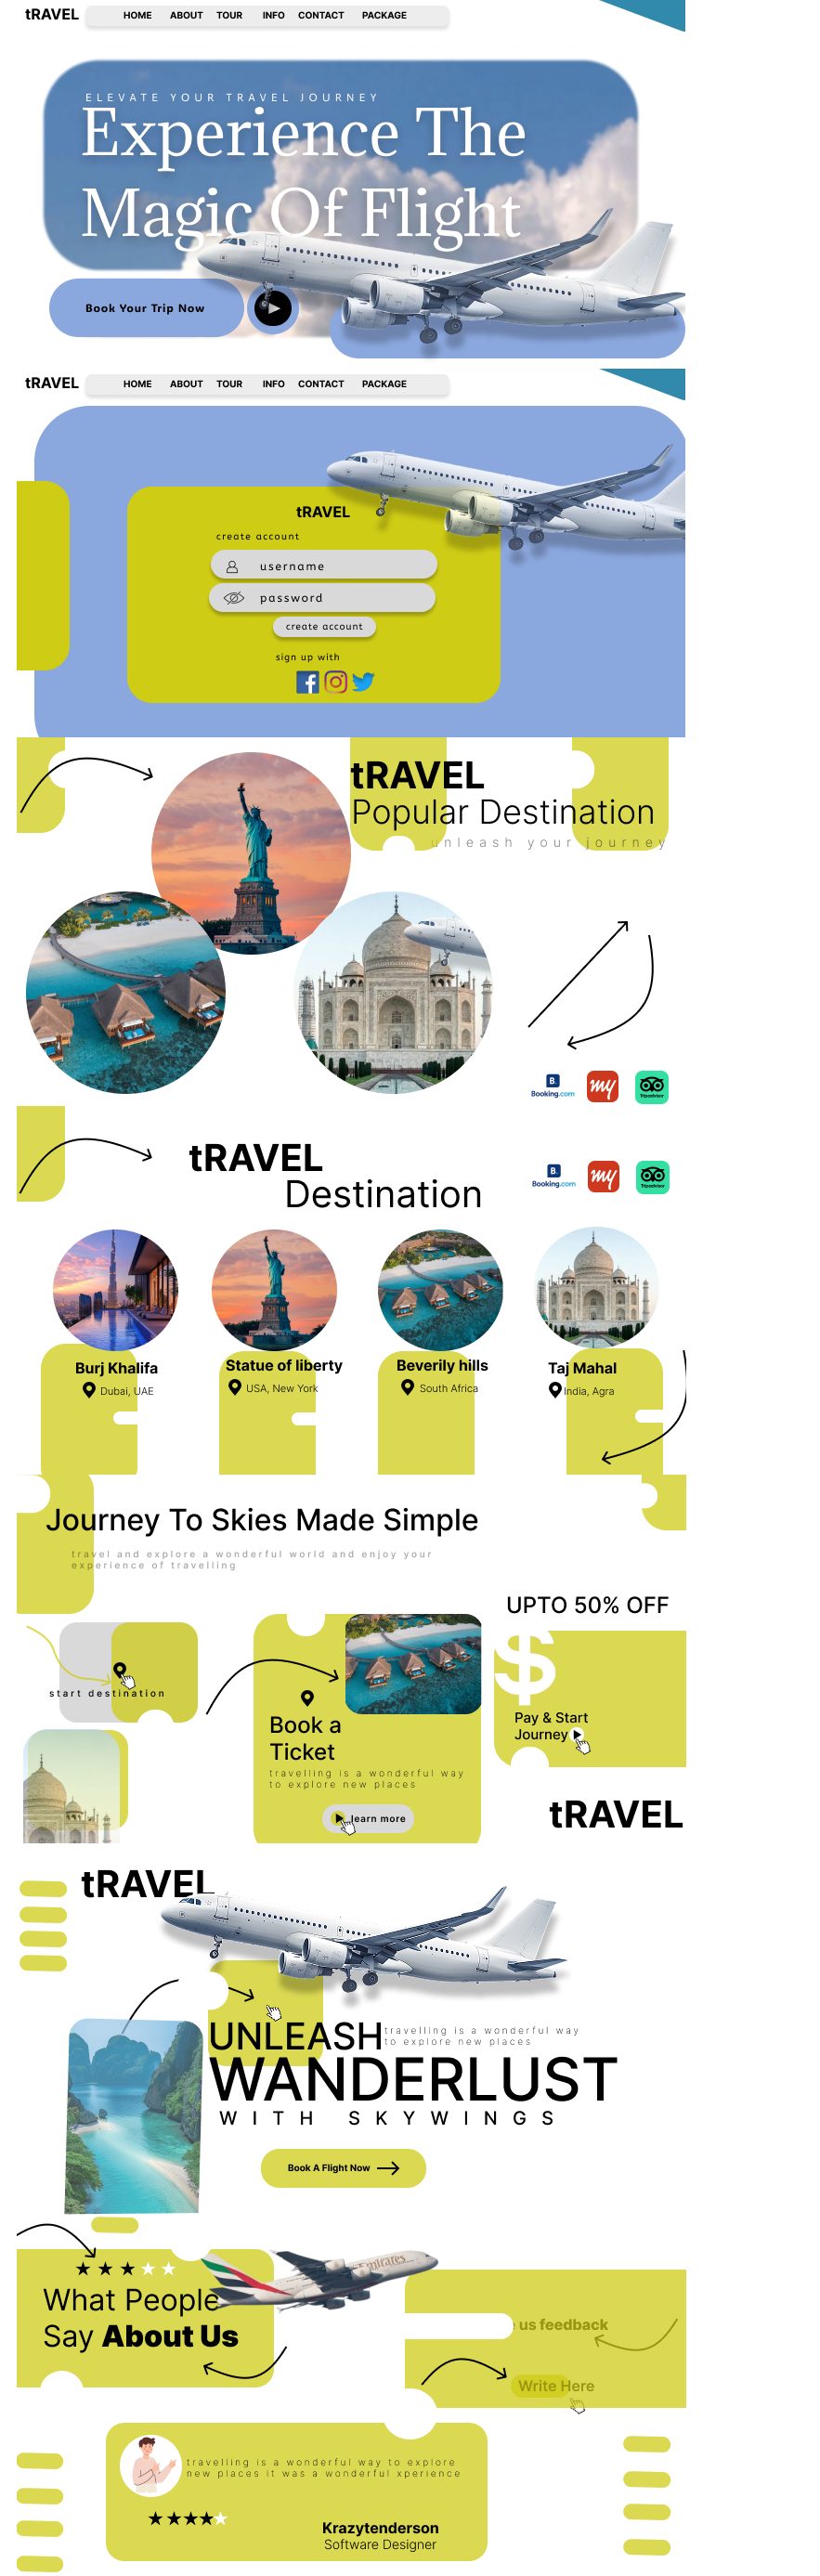 tRAVEL
HOME ABOUT TOUR INFO CONTACT PACKAGE
ELEVATE YOUR TRAVEL JOURNEY
Experience The
Magic Of Flight
Book Your Trip Now
tRAVEL
HOME ABOUT TOUR INFO CONTACT PACKAGE
tRAVEL
create account
username
password
create account
sign up with
tRAVEL
Popular Destination
unleash your journey
B.
Booking.com
my
Tripadvisor
tRAVEL
Destination
B.
Booking.com
my
Tripadvisor
Burj Khalifa
Dubai, UAE
Statue of liberty
USA, New York
Beverily hills
South Africa
Taj Mahal
India, Agra
Journey To Skies Made Simple
travel and explore a wonderful world and enjoy your
experience of travelling
UPTO 50% OFF
start destination
$
Pay & Start
Journey
Book a
Ticket
travelling is a wonderful way
to explore new places
learn more
tRAVEL
tRAVEL
UNLEASH
travelling is a wonderful way
to explore new places
WANDERLUST
WITH SKYWINGS
Book A Flight Now
What People
Say About Us
Emirates
us feedback
Write Here
travelling is a wonderful way to explore
new places it was a wonderful xperience
Krazytenderson
Software Designer